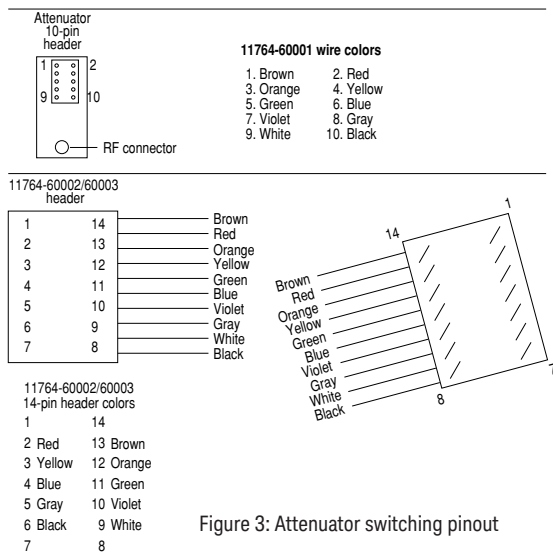 Attenuator
10-pin
header
1 2
9 10
RF connector
11764-60001 wire colors
1. Brown 2. Red
3. Orange 4. Yellow
5. Green 6. Blue
7. Violet 8. Gray
9. White 10. Black
11764-60002/60003
header
1 14
2 13
3 12
4 11
5 10
6 9
7 8
Brown
Red
Orange
Yellow
Green
Blue
Violet
Gray
White
Black
14 1
Brown
Red
Orange
Yellow
Green
Blue
Violet
Gray
White
Black
8 7
11764-60002/60003
14-pin header colors
1 14
2 Red 13 Brown
3 Yellow 12 Orange
4 Blue 11 Green
5 Gray 10 Violet
6 Black 9 White
7 8
Figure 3: Attenuator switching pinout